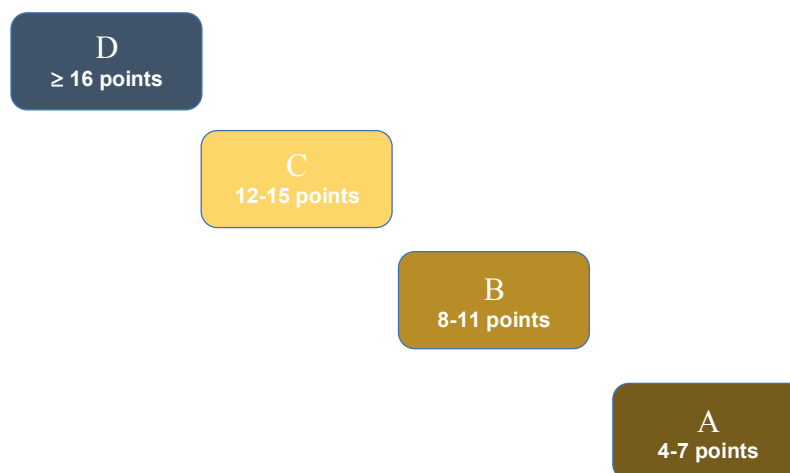 D
≥ 16 points
C
12-15 points
B
8-11 points
A
4-7 points